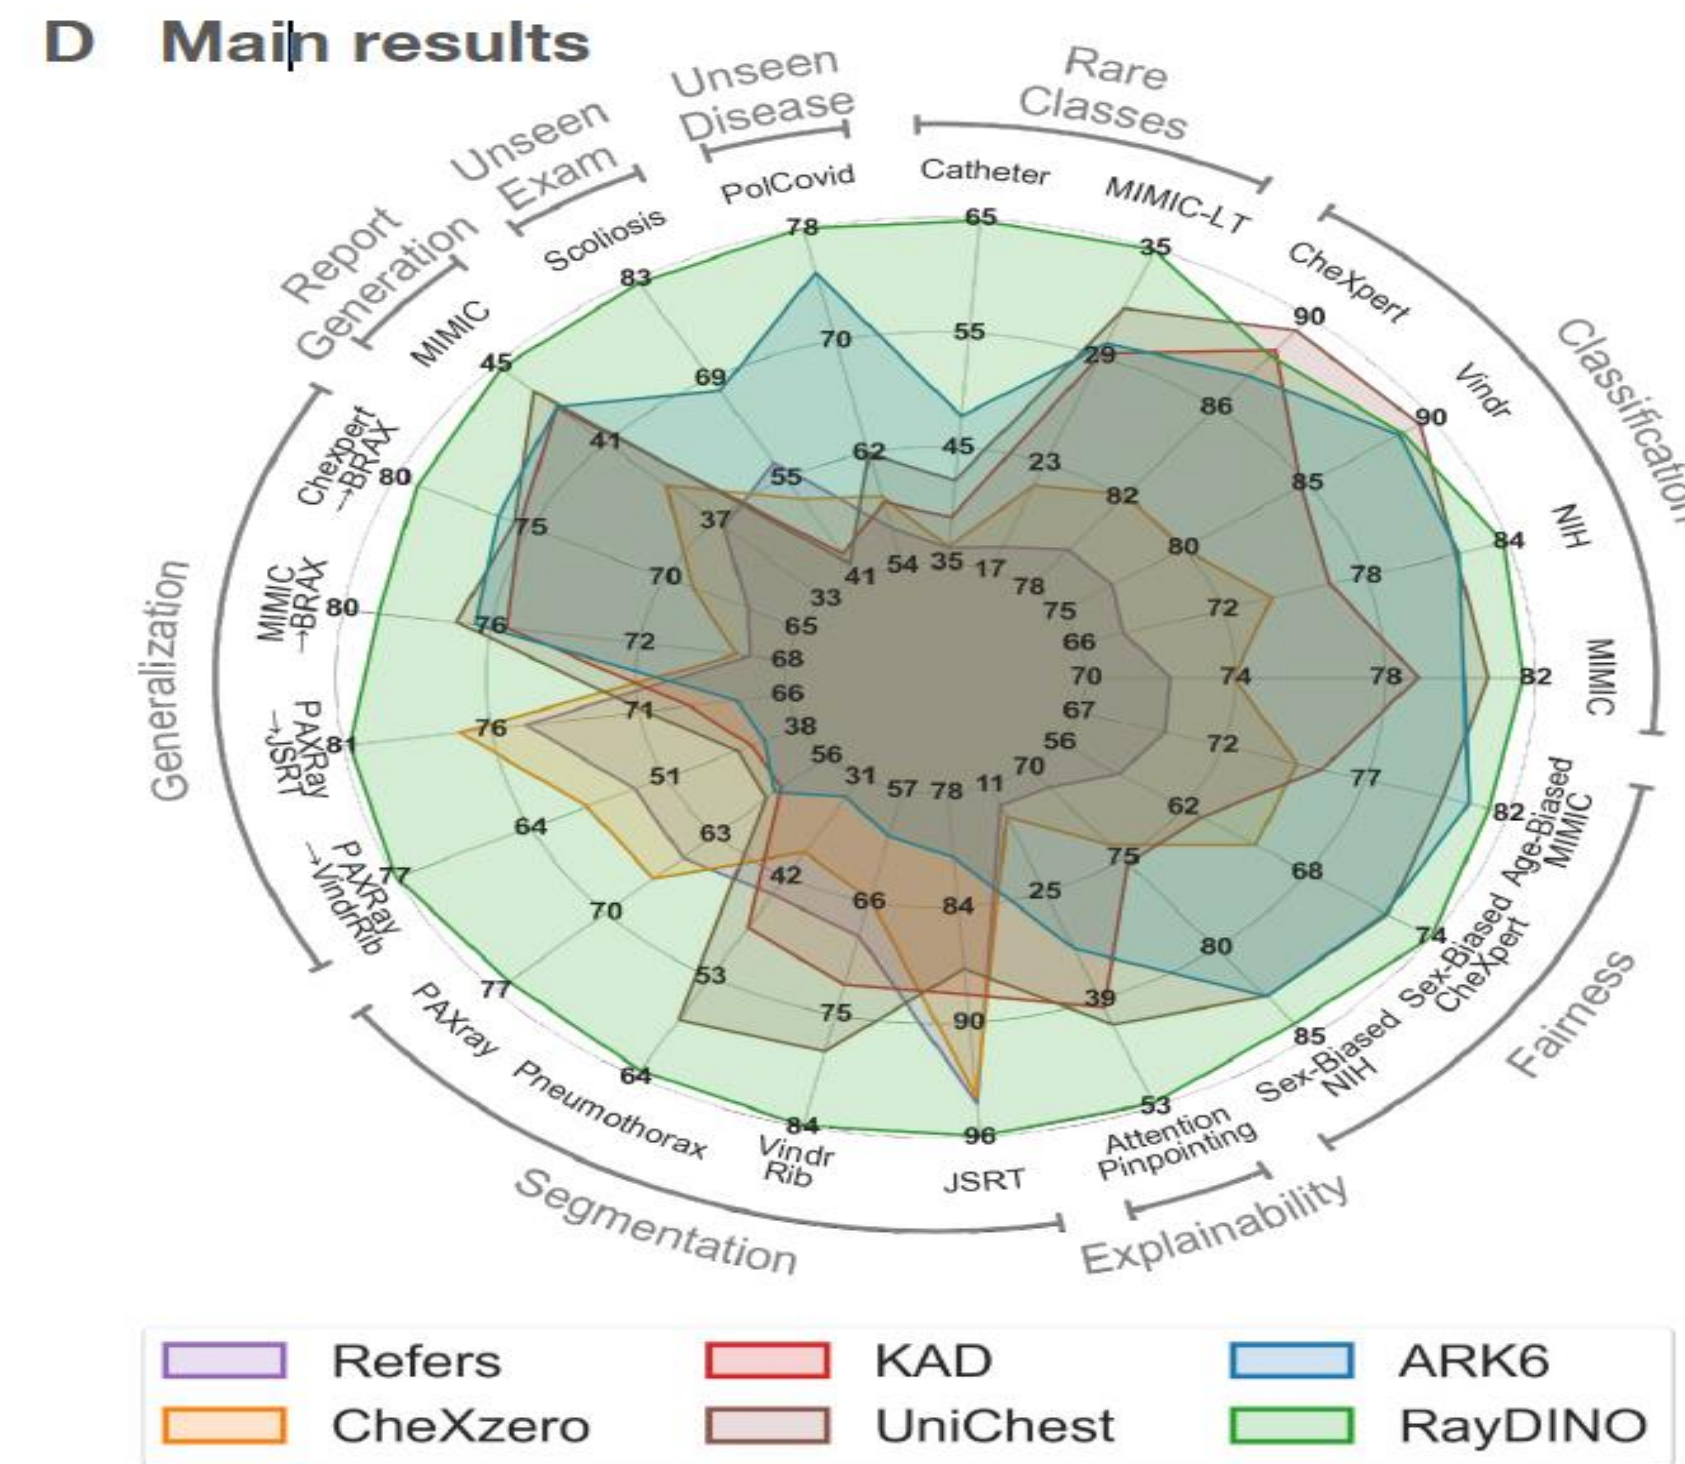 D Main results
Unseen
Disease
Rare
Classes
Unseen
Exam
Report
Generation
Classification
Generalization
Fairness
Segmentation
Explainability
PolCovid
Catheter
MIMIC-LT
CheXpert
Vindr
NIH
MIMIC
Age-Biased
MIMIC
Sex-Biased
CheXpert
Sex-Biased
NIH
Attention
Pinpointing
JSRT
Vindr
Rib
Pneumothorax
PAXray
PAXRay
→VindrRib
PAXRay
→JSRT
MIMIC
→BRAX
Chexpert
→BRAX
MIMIC
Scoliosis
70 74 78 82
66 72 78 84
75 80 85 90
78 82 86 90
17 23 29 35
35 45 55 65
54 62 70 78
41 55 69 83
33 37 41 45
65 70 75 80
68 72 76 80
66 71 76 81
38 51 64 77
56 63 70 77
31 42 53 64
57 66 75 84
78 84 90 96
11 25 39 53
70 75 80 85
56 62 68 74
67 72 77 82
Refers
KAD
ARK6
CheXzero
UniChest
RayDINO